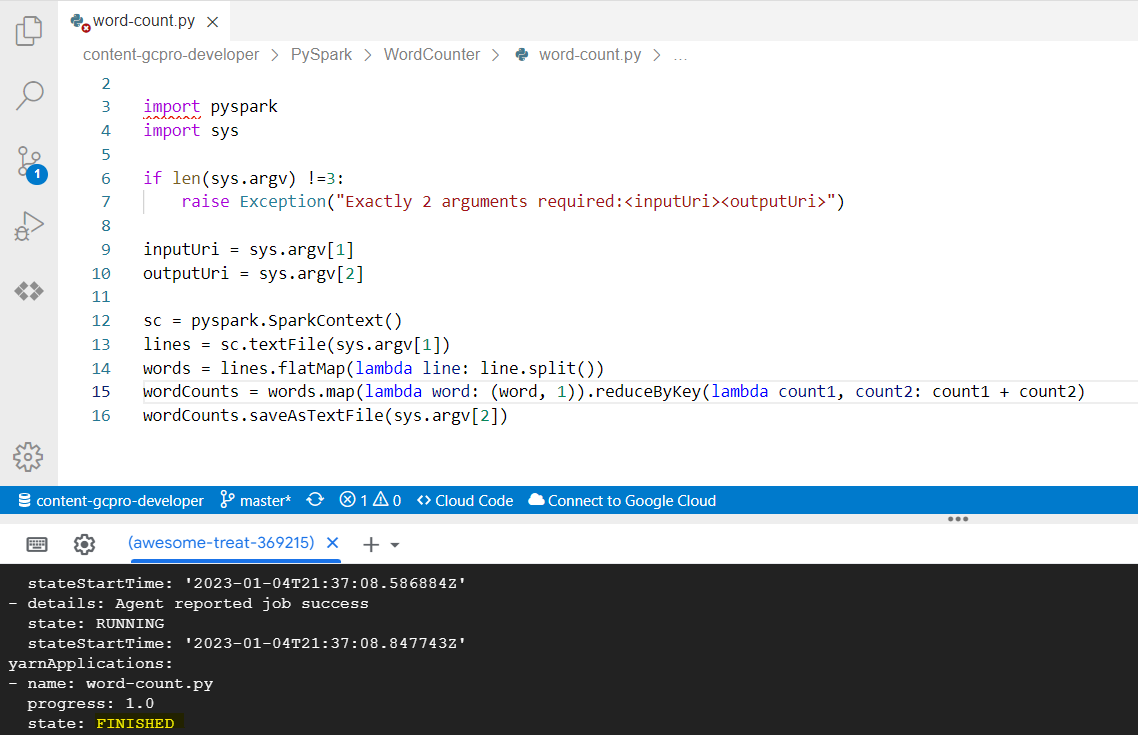 word-count.py
content-gcpro-developer > PySpark > WordCounter > word-count.py > ...
2
3 import pyspark
4 import sys
5
6 if len(sys.argv) !=3:
7 raise Exception("Exactly 2 arguments required:<inputUri><outputUri>")
8
9 inputUri = sys.argv[1]
10 outputUri = sys.argv[2]
11
12 sc = pyspark.SparkContext()
13 lines = sc.textFile(sys.argv[1])
14 words = lines.flatMap(lambda line: line.split())
15 wordCounts = words.map(lambda word: (word, 1)).reduceByKey(lambda count1, count2: count1 + count2)
16 wordCounts.saveAsTextFile(sys.argv[2])
1
content-gcpro-developer master* 1 0 <> Cloud Code Connect to Google Cloud
(awesome-treat-369215)
stateStartTime: '2023-01-04T21:37:08.586884Z'
- details: Agent reported job success
state: RUNNING
stateStartTime: '2023-01-04T21:37:08.847743Z'
yarnApplications:
- name: word-count.py
progress: 1.0
state: FINISHED